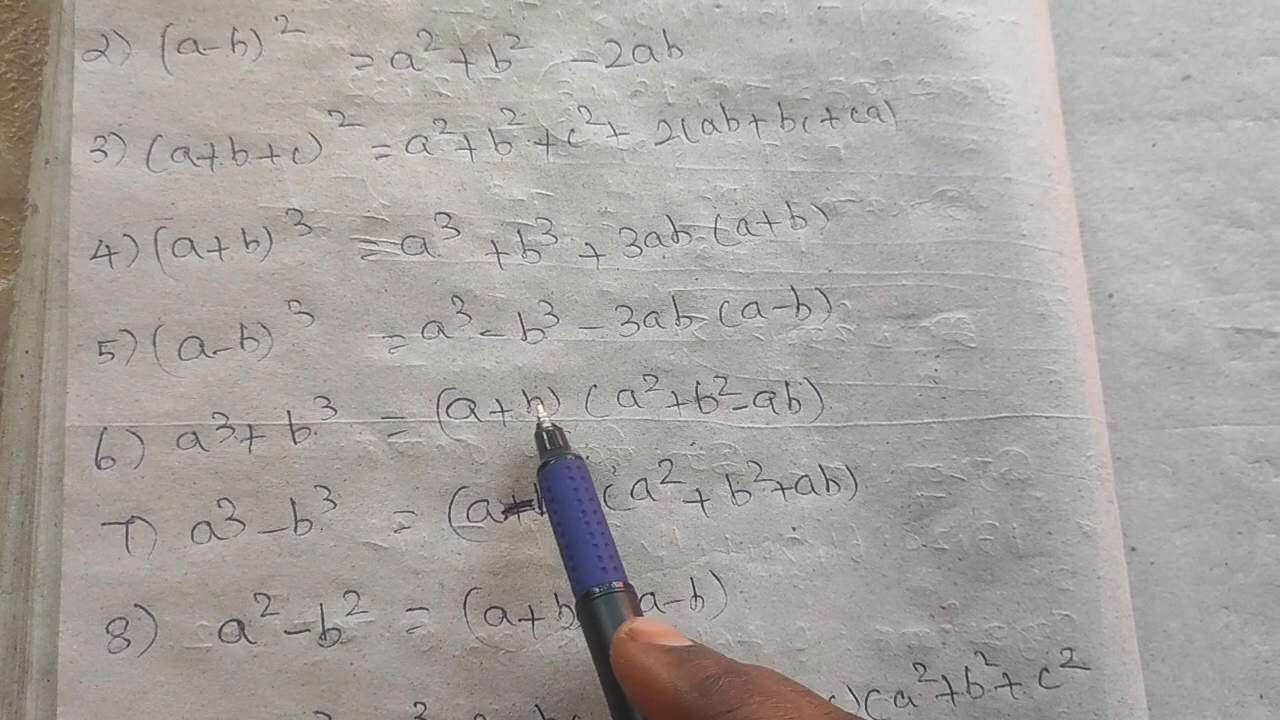 2) (a-b)² = a²+b² -2ab
3) (a+b+c)² = a²+b²+c²+ 2(ab+bc+ca)
4) (a+b)³ = a³ +b³ + 3ab (a+b)
5) (a-b)³ = a³ - b³ - 3ab (a-b)
6) a³+ b³ = (a+b) (a²+b²-ab)
7) a³-b³ = (a (a²+b²+ab)
8) a²-b² = (a+b a-b)
)(a²+b²+c²